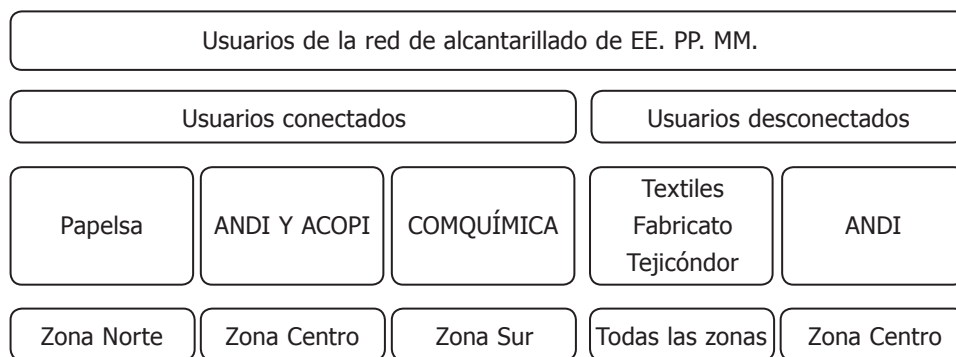 Usuarios de la red de alcantarillado de EE. PP. MM.
Usuarios conectados
Usuarios desconectados
Papelsa
ANDI Y ACOPI
COMQUÍMICA
Textiles
Fabricato
Tejicóndor
ANDI
Zona Norte
Zona Centro
Zona Sur
Todas las zonas
Zona Centro